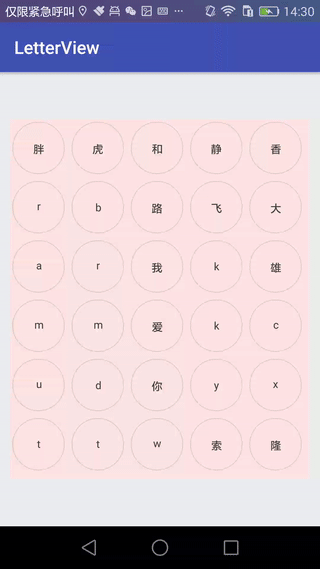 仅限紧急呼叫 ... 14:30
LetterView
胖 虎 和 静 香
r b 路 飞 大
a r 我 k 雄
m m 爱 k c
u d 你 y x
t t w 索 隆